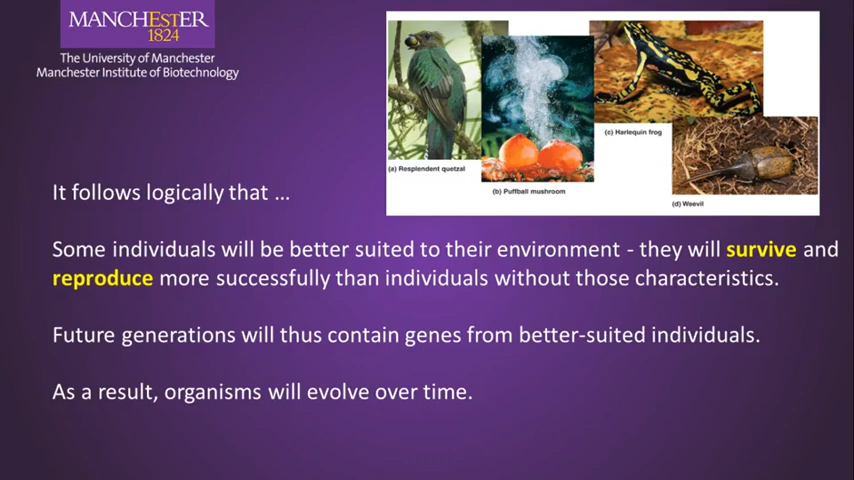 MANCHESTER
1824
The University of Manchester
Manchester Institute of Biotechnology
(a) Resplendent quetzal
(b) Puffball mushroom
(c) Harlequin frog
(d) Weevil
It follows logically that ...
Some individuals will be better suited to their environment - they will survive and
reproduce more successfully than individuals without those characteristics.
Future generations will thus contain genes from better-suited individuals.
As a result, organisms will evolve over time.